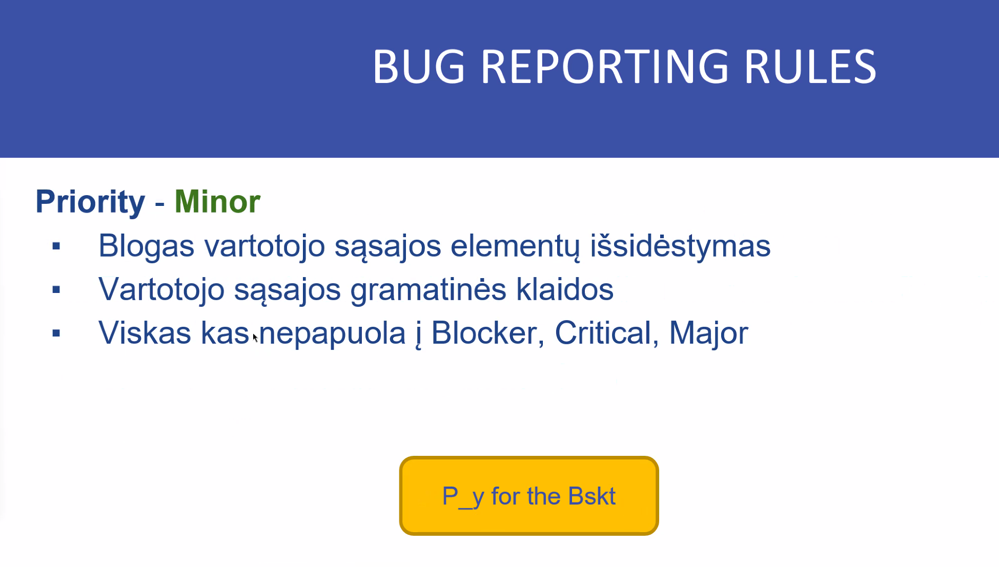 BUG REPORTING RULES
Priority - Minor
▪ Blogas vartotojo sąsajos elementų išsidėstymas
▪ Vartotojo sąsajos gramatinės klaidos
▪ Viskas kas nepapuola į Blocker, Critical, Major
P_y for the Bskt